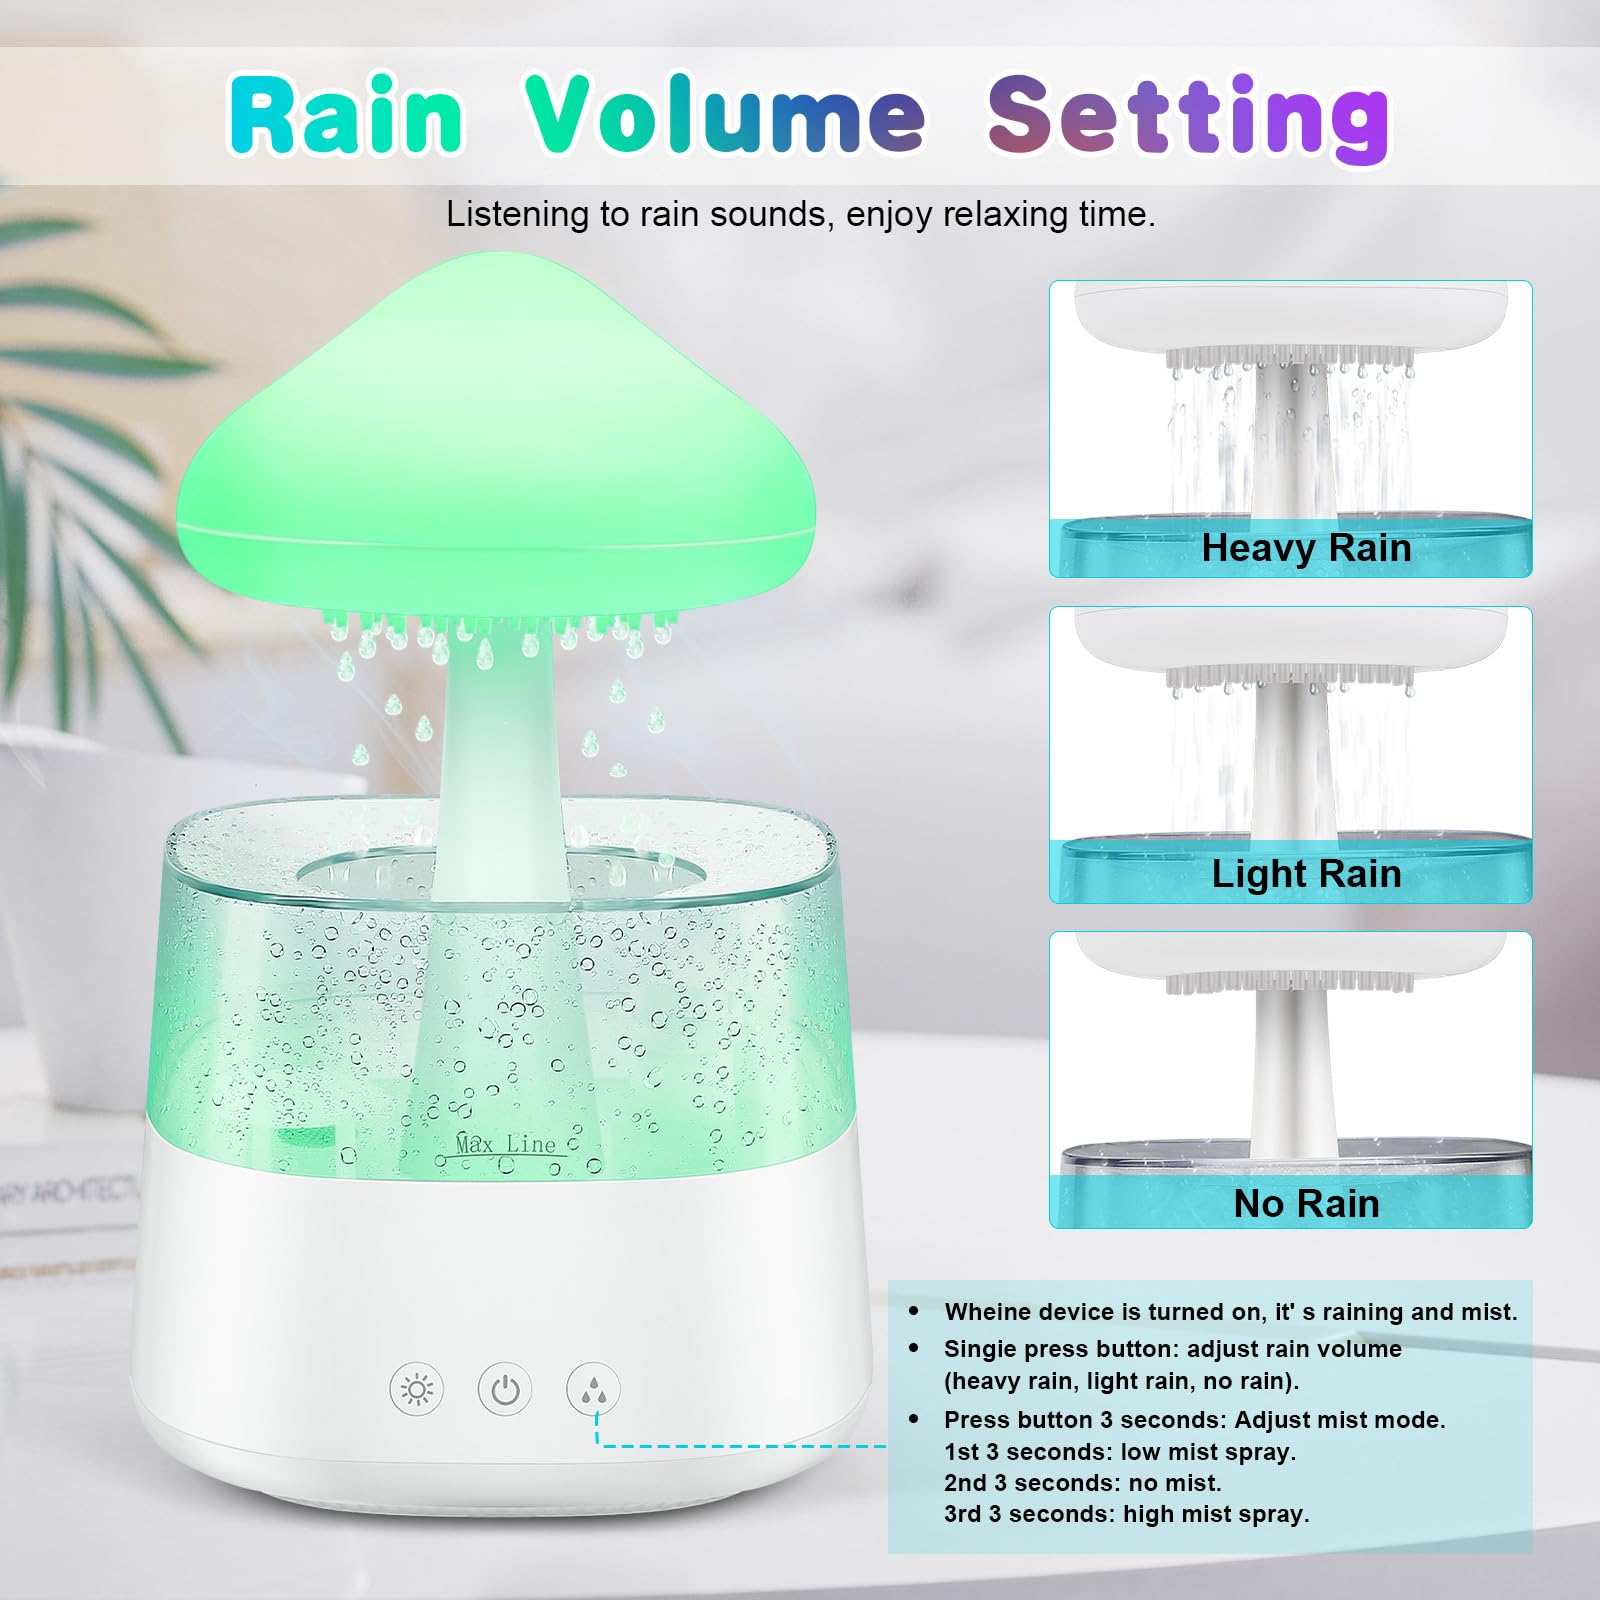 Rain Volume Setting
Listening to rain sounds, enjoy relaxing time.
Heavy Rain
Light Rain
No Rain
Max Line
ARY ARCHITECTU
• Wheine device is turned on, it' s raining and mist.
• Singie press button: adjust rain volume
(heavy rain, light rain, no rain).
• Press button 3 seconds: Adjust mist mode.
1st 3 seconds: low mist spray.
2nd 3 seconds: no mist.
3rd 3 seconds: high mist spray.